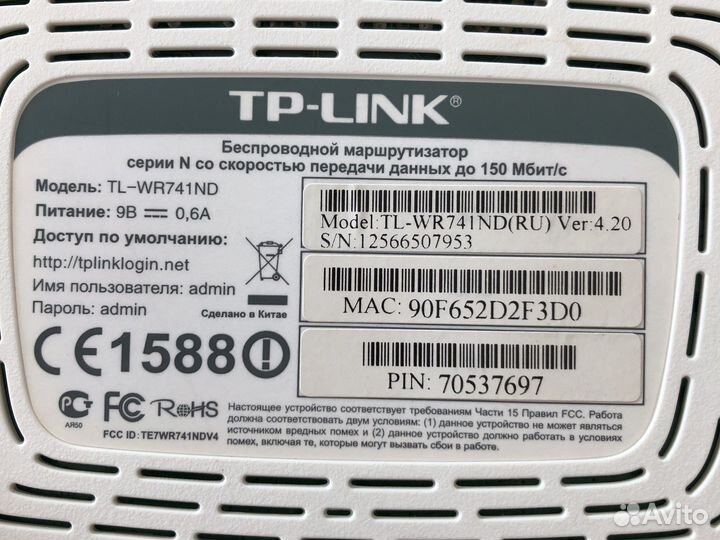 TP-LINK®
Беспроводной маршрутизатор
серии N со скоростью передачи данных до 150 Мбит/с
Модель: TL-WR741ND
Питание: 9В 0,6А
Доступ по умолчанию:
http://tplinklogin.net
Имя пользователя: admin
Пароль: admin
Сделано в Китае
Model:TL-WR741ND(RU) Ver:4.20
S/N:12566507953
MAC: 90F652D2F3D0
PIN: 70537697
CE1588
РСТ
АЯ50
FC
RoHS
FCC ID: TE7WR741NDV4
Настоящее устройство соответствует требованиям Части 15 Правил FCC. Работа
должна соответствовать двум условиям: (1) данное устройство не может являться
источником вредных помех и (2) данное устройство должно работать в условиях
помех, включая те, которые могут вызвать сбои в работе.
Avito